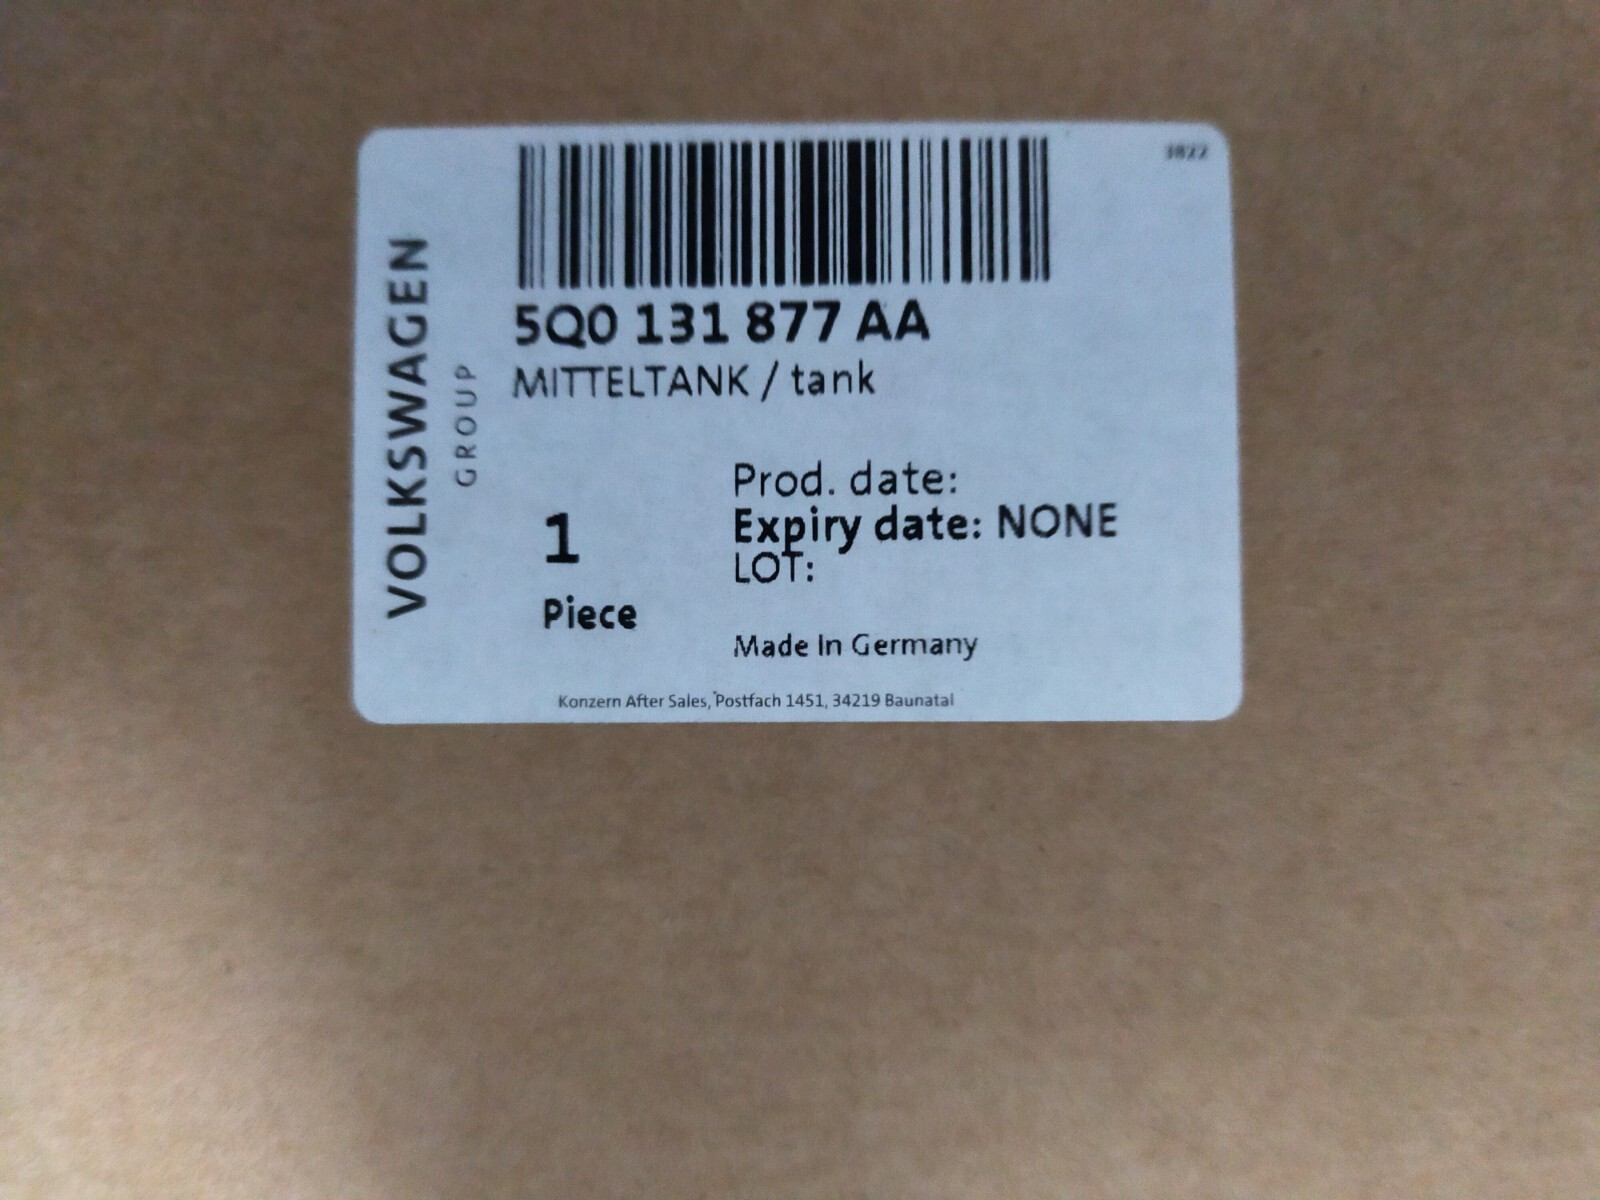 3822
VOLKSWAGEN
GROUP
5Q0 131 877 AA
MITTELTANK / tank
Prod. date:
Expiry date: NONE
LOT:
1
Piece
Made In Germany
Konzern After Sales, Postfach 1451, 34219 Baunatal